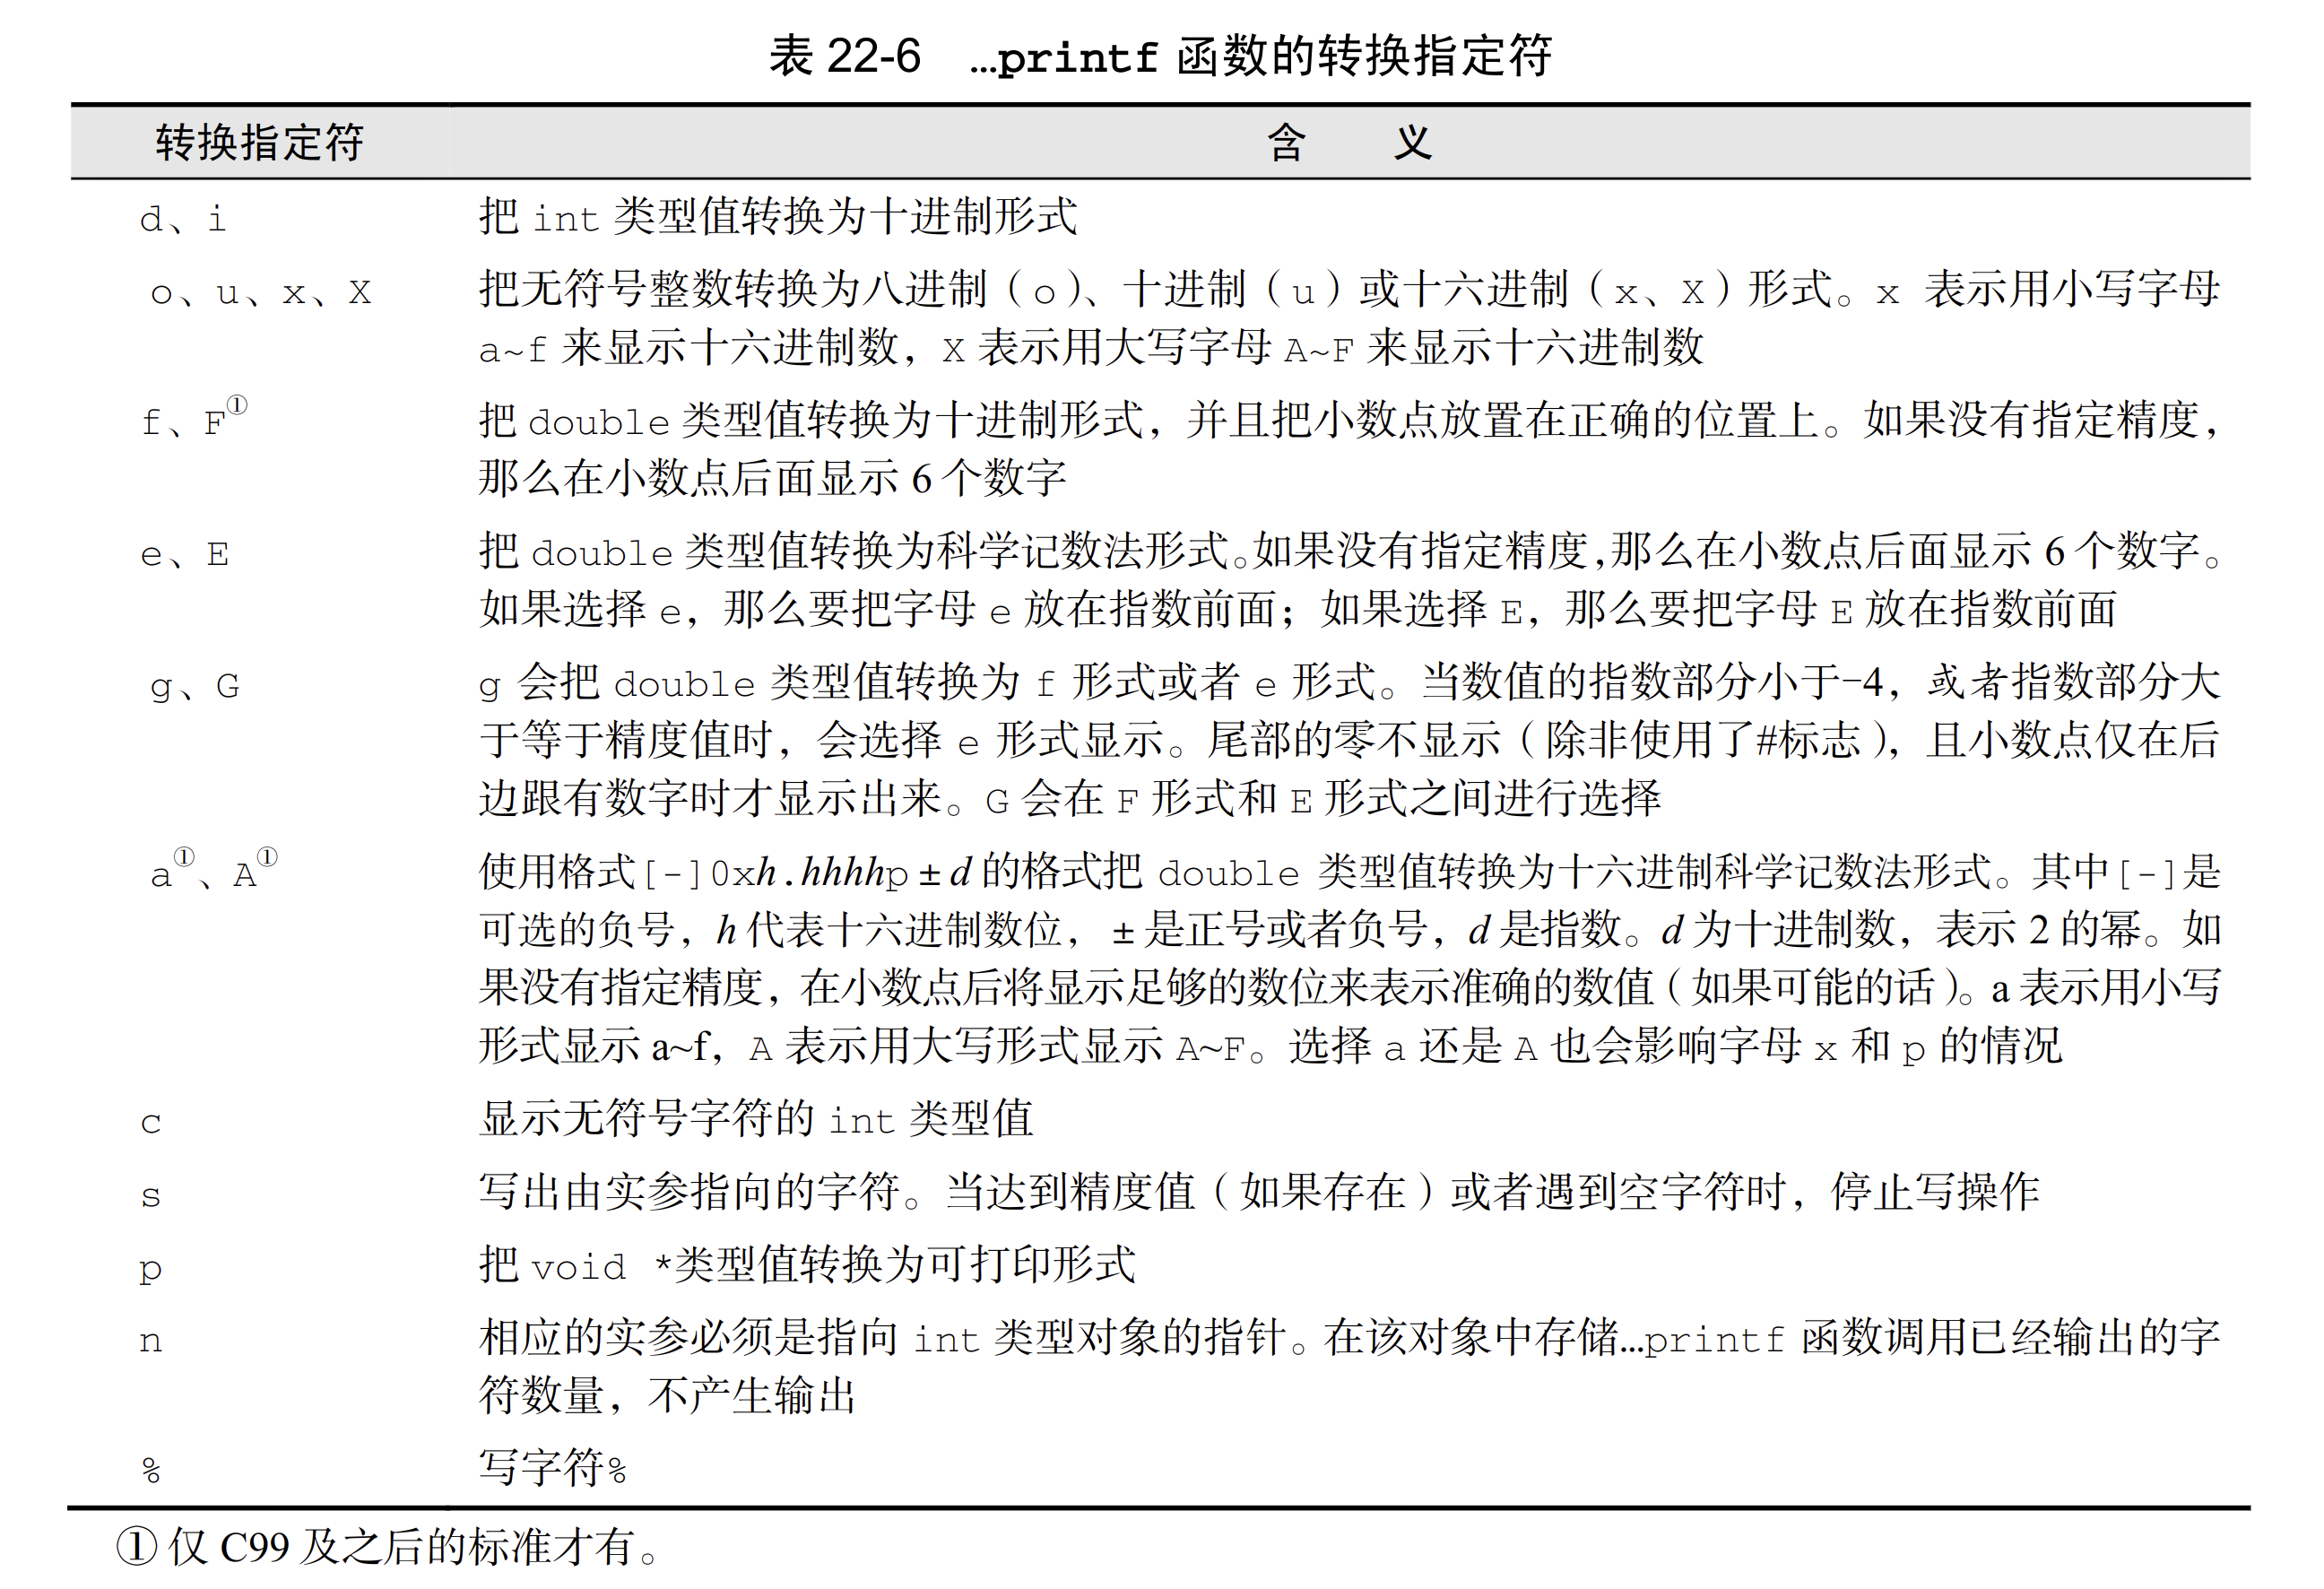 表 22-6 …printf 函数的转换指定符
转换指定符 含 义
d、i 把 int 类型值转换为十进制形式
o、u、x、X 把无符号整数转换为八进制（o）、十进制（u）或十六进制（x、X）形式。x 表示用小写字母
a~f 来显示十六进制数，X 表示用大写字母 A~F 来显示十六进制数
f、F① 把 double 类型值转换为十进制形式，并且把小数点放置在正确的位置上。如果没有指定精度，
那么在小数点后面显示 6 个数字
e、E 把 double 类型值转换为科学记数法形式。如果没有指定精度，那么在小数点后面显示 6 个数字。
如果选择 e，那么要把字母 e 放在指数前面；如果选择 E，那么要把字母 E 放在指数前面
g、G g 会把 double 类型值转换为 f 形式或者 e 形式。当数值的指数部分小于−4，或者指数部分大
于等于精度值时，会选择 e 形式显示。尾部的零不显示（除非使用了#标志），且小数点仅在后
边跟有数字时才显示出来。G 会在 F 形式和 E 形式之间进行选择
a①、A① 使用格式[-]0xh.hhhhp±d 的格式把 double 类型值转换为十六进制科学记数法形式。其中[-]是
可选的负号，h 代表十六进制数位，±是正号或者负号，d 是指数。d 为十进制数，表示 2 的幂。如
果没有指定精度，在小数点后将显示足够的数位来表示准确的数值（如果可能的话）。a 表示用小写
形式显示 a~f，A 表示用大写形式显示 A~F。选择 a 还是 A 也会影响字母 x 和 p 的情况
c 显示无符号字符的 int 类型值
s 写出由实参指向的字符。当达到精度值（如果存在）或者遇到空字符时，停止写操作
p 把 void *类型值转换为可打印形式
n 相应的实参必须是指向 int 类型对象的指针。在该对象中存储…printf 函数调用已经输出的字
符数量，不产生输出
% 写字符%
① 仅 C99 及之后的标准才有。